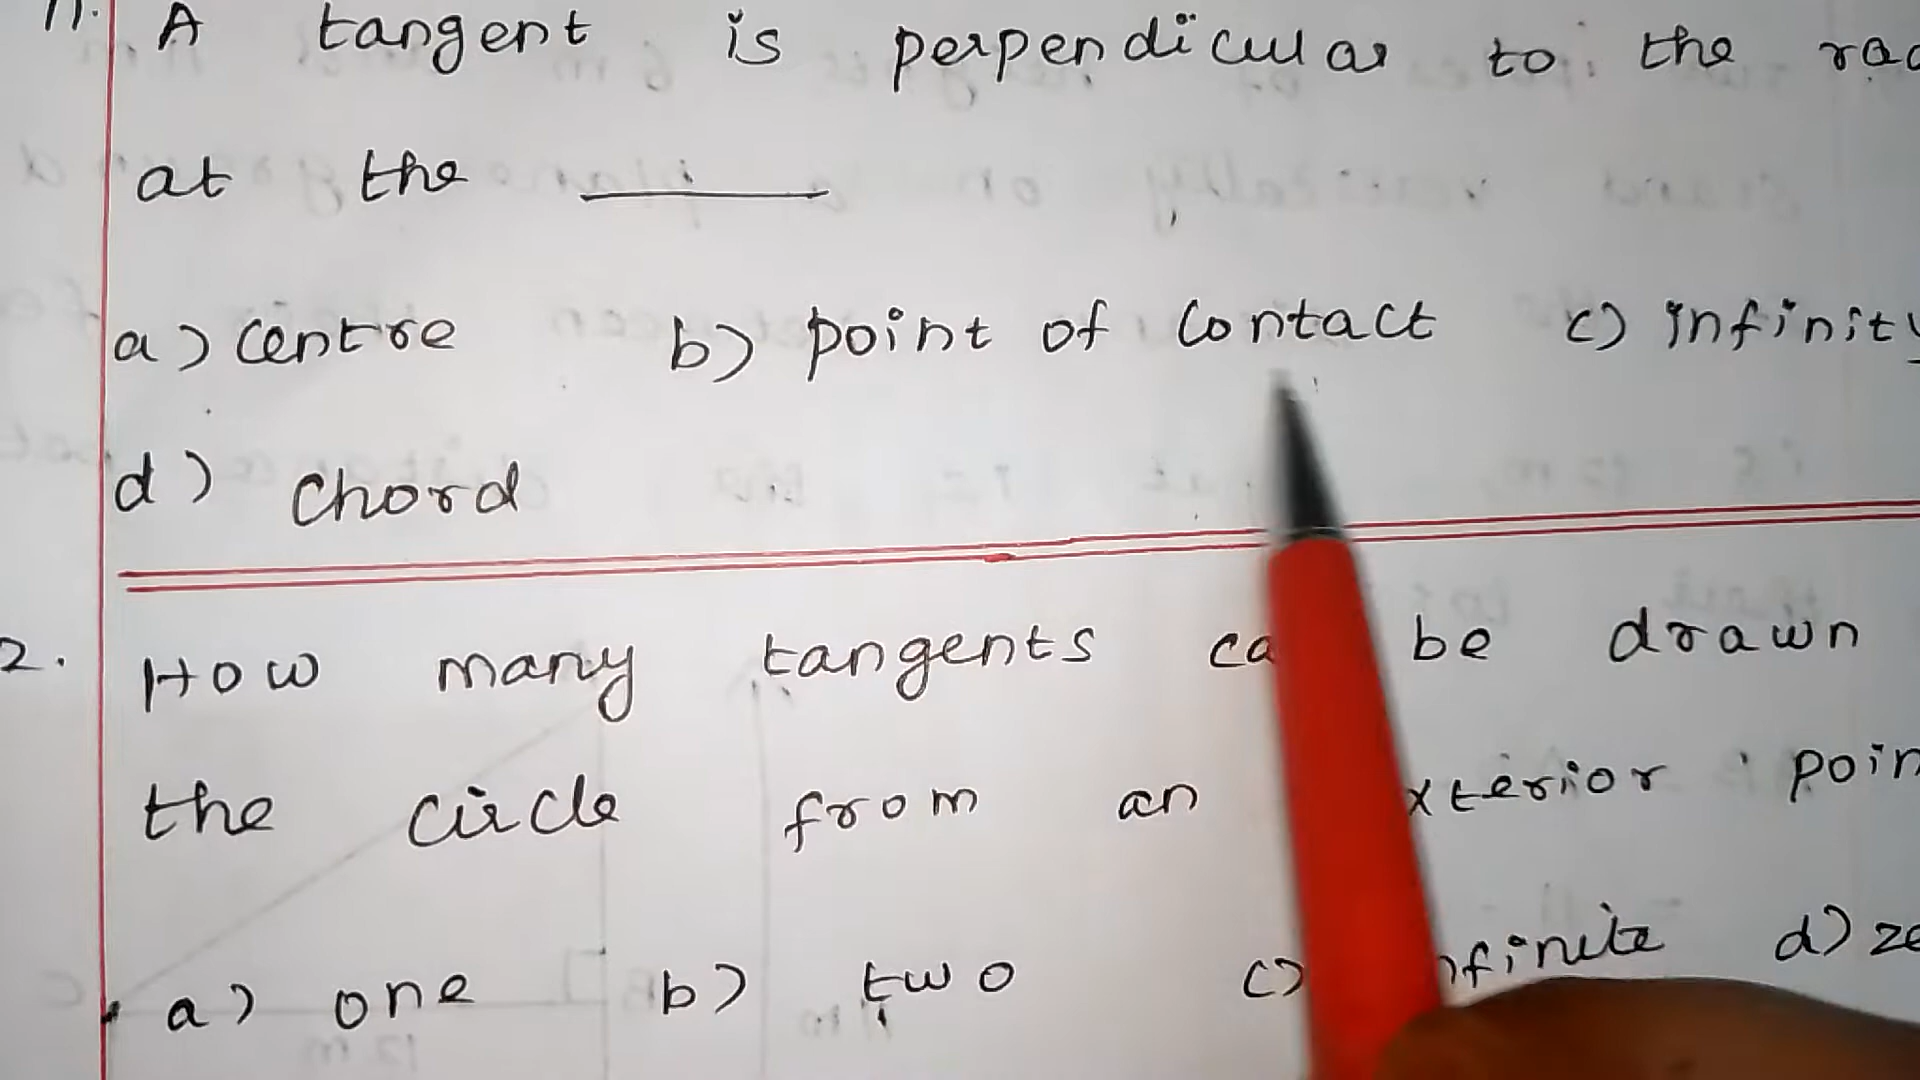 11. A tangent is perpendicular to the
at the ______
a) centre b) point of contact c) infinity
d) chord
2. How many tangents be drawn
the circle from an
a) one b) two c) d)